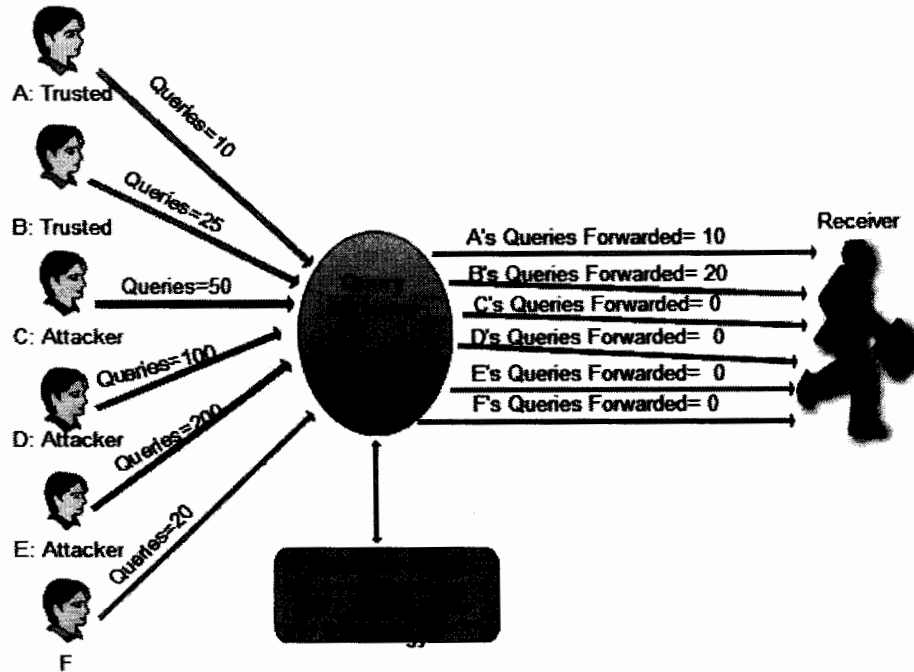 A: Trusted
Queries=10
B: Trusted
Queries=25
C: Attacker
Queries=50
D: Attacker
Queries=100
E: Attacker
Queries=200
F
Queries=20
Query
A's Queries Forwarded= 10
B's Queries Forwarded= 20
C's Queries Forwarded= 0
D's Queries Forwarded= 0
E's Queries Forwarded= 0
F's Queries Forwarded= 0
Receiver